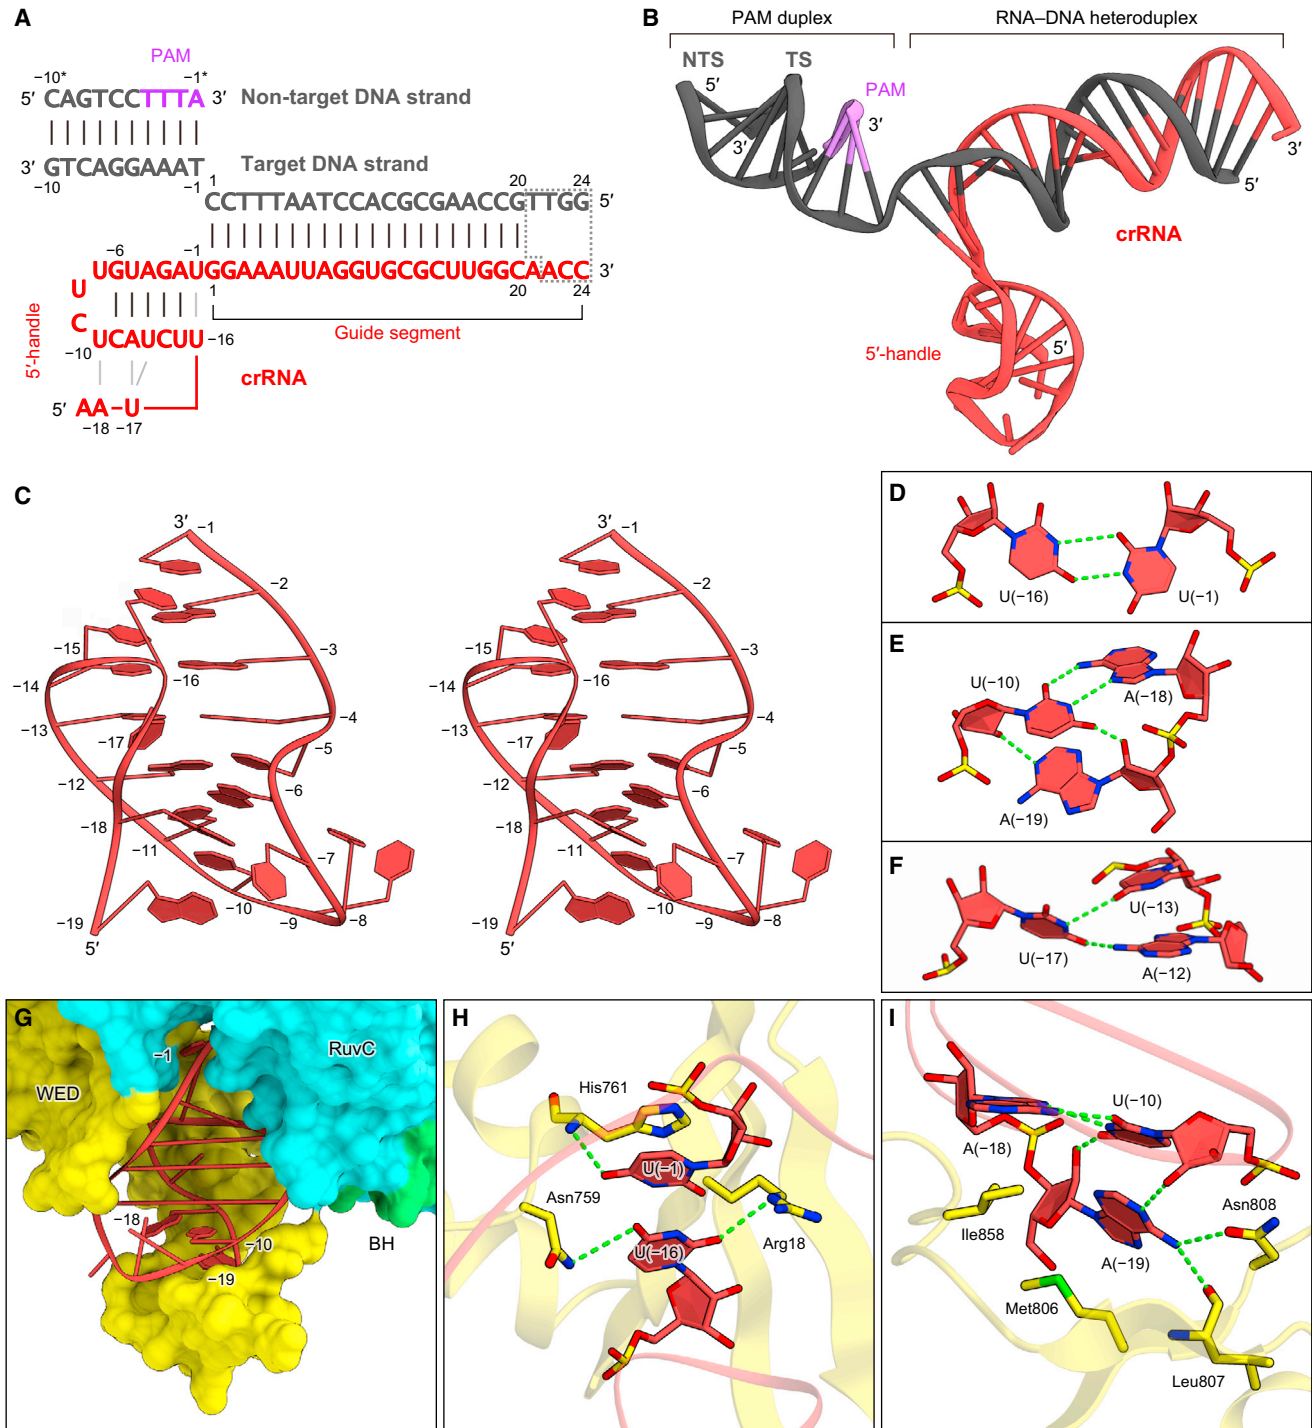 A
PAM
−10* −1*
5′ CAGTCCTTTA 3′ Non-target DNA strand
3′ GTCAGGAAAT Target DNA strand
−10 −1
1 20 24
CCTTTAATCCACGCGAACCGTTGG 5′
−6 −1
UGUAGAUGGAAAUUAGGUGCGCUUGGCAACC 3′
1 20 24
U
C
Guide segment
5′-handle
UCAUCUU −16
−10
crRNA
5′ AA–U
−18 −17
B
PAM duplex RNA–DNA heteroduplex
NTS TS
5′
PAM
3′
3′
3′
5′
crRNA
5′-handle
5′
C
3′ −1
−2
−15 −3
−16
−14
−13 −17 −4
−5
−12 −6
−18
−11 −7
−10
−9 −8
−19
5′
3′ −1
−2
−15 −3
−16
−14
−13 −17 −4
−5
−12 −6
−18
−11 −7
−10
−9 −8
−19
5′
D
U(−16) U(−1)
E
U(−10)
A(−18)
A(−19)
F
U(−13)
U(−17) A(−12)
G
−1 RuvC
WED
−18
−10
−19
BH
H
His761
U(−1)
Asn759
U(−16) Arg18
I
U(−10)
A(−18)
Asn808
Ile858
A(−19)
Met806
Leu807